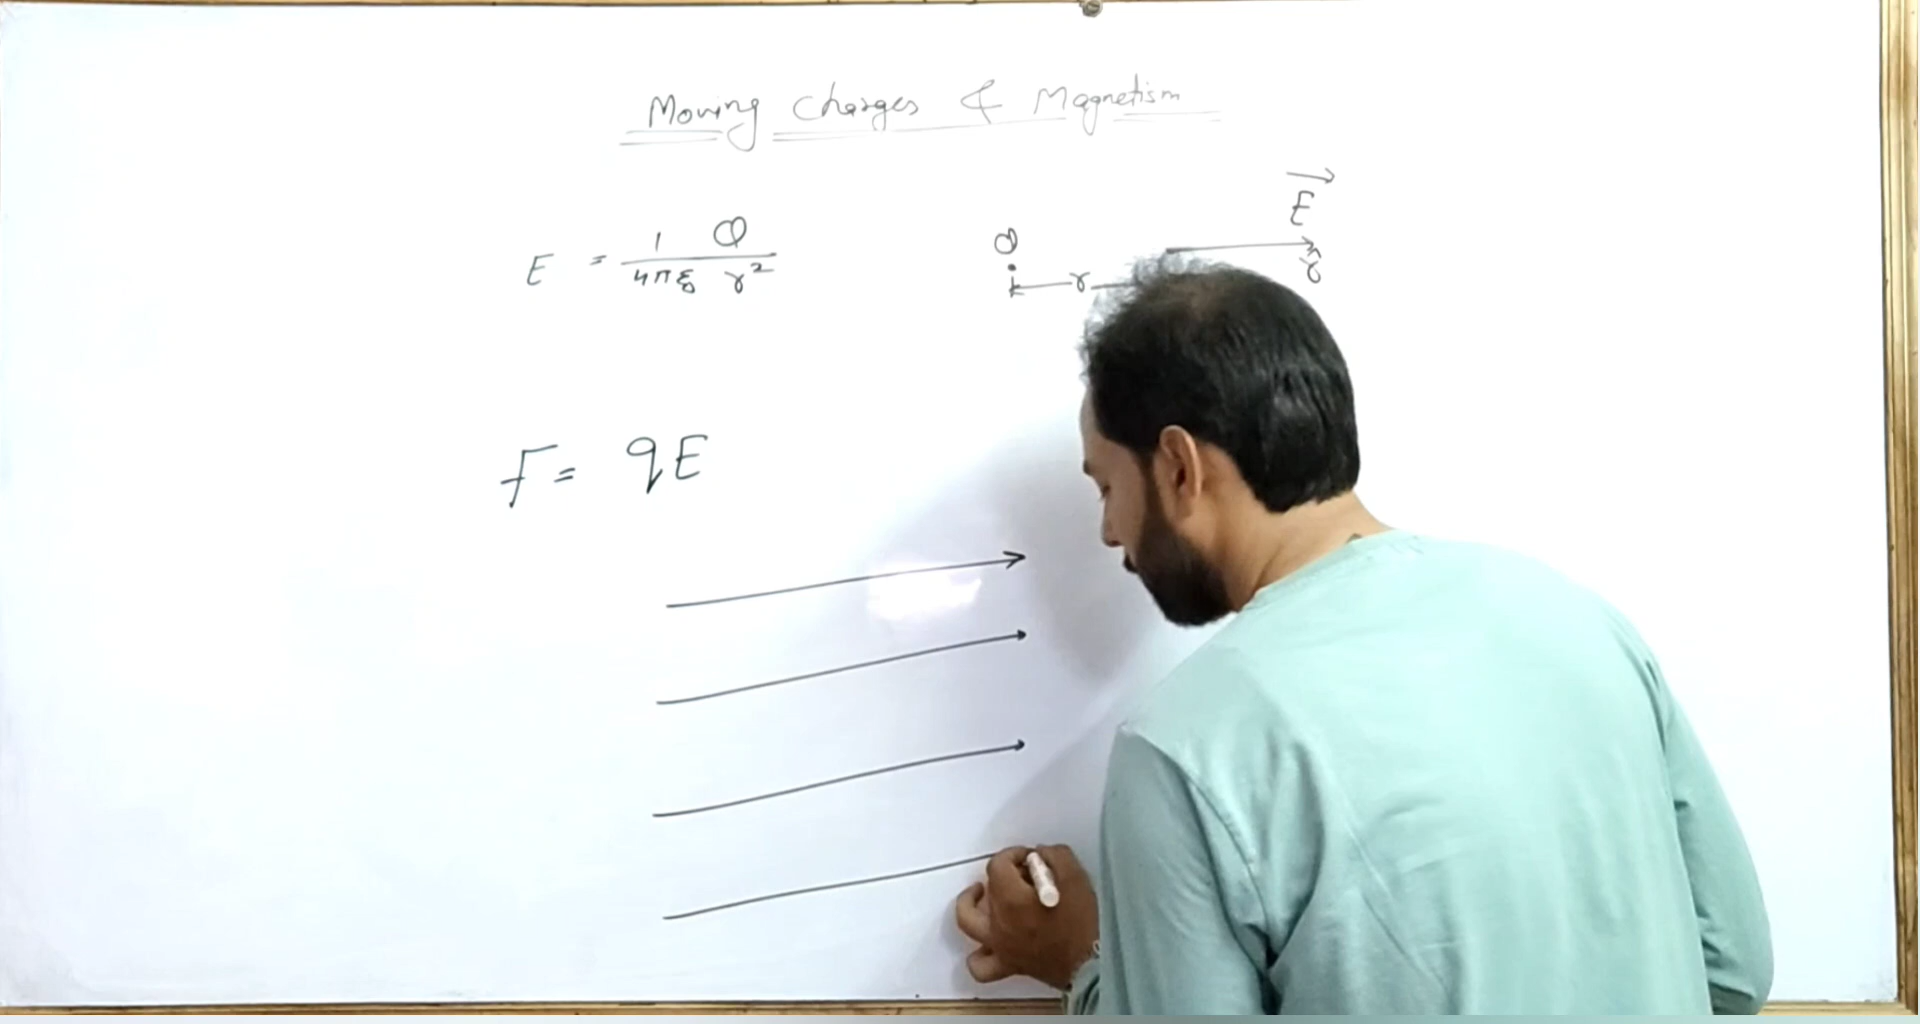 Moving Charges & Magnetism
E = 1/4πε₀ Q/r²
Q
r
E⃗
r̂
F = qE